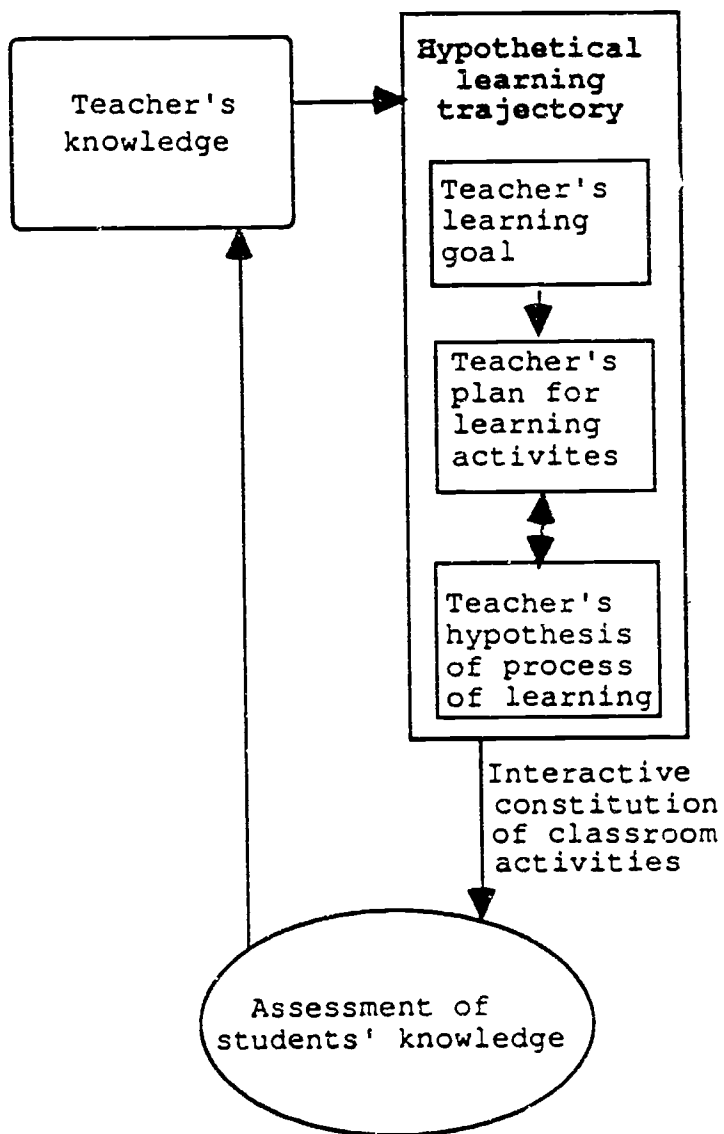 Teacher's
knowledge
Hypothetical
learning
trajectory
Teacher's
learning
goal
Teacher's
plan for
learning
activites
Teacher's
hypothesis
of process
of learning
Interactive
constitution
of classroom
activities
Assessment of
students' knowledge